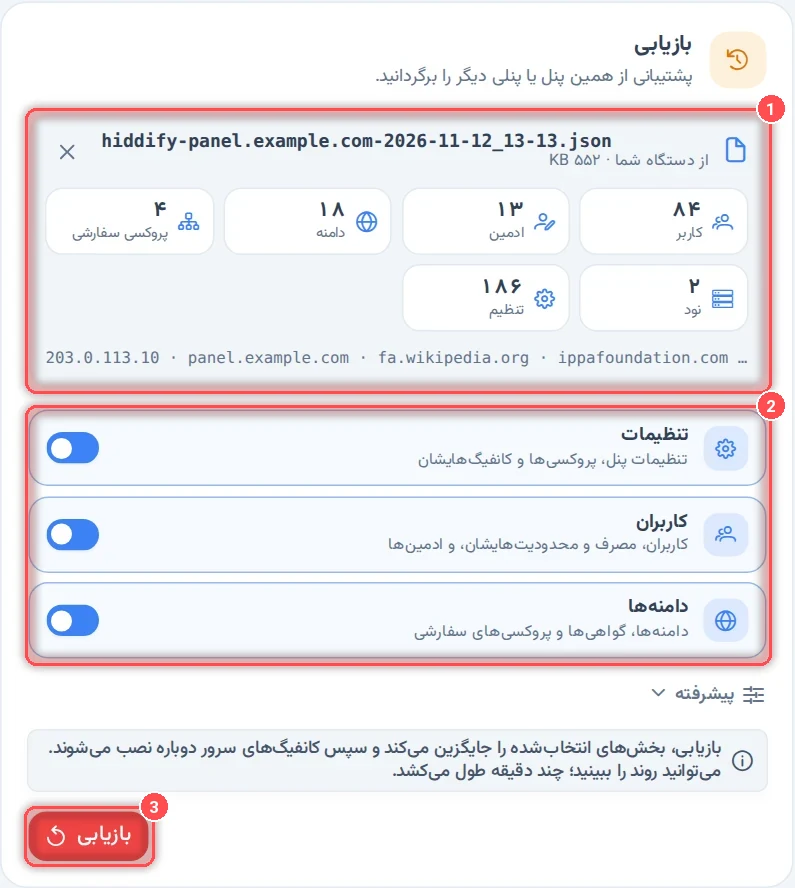 بازیابی
پشتیبانی از همین پنل یا پنلی دیگر را برگردانید.
1
hiddify-panel.example.com-2026-11-12_13-13.json
از دستگاه شما · ۵۵۲ KB
۸۴
کاربر
۱۳
ادمین
۱۸
دامنه
۴
پروکسی سفارشی
۲
نود
۱۸۶
تنظیم
203.0.113.10 · panel.example.com · fa.wikipedia.org · ippafoundation.com …
2
تنظیمات
تنظیمات پنل، پروکسی‌ها و کانفیگ‌هایشان
کاربران
کاربران، مصرف و محدودیت‌هایشان، و ادمین‌ها
دامنه‌ها
دامنه‌ها، گواهی‌ها و پروکسی‌های سفارشی
پیشرفته
بازیابی، بخش‌های انتخاب‌شده را جایگزین می‌کند و سپس کانفیگ‌های سرور دوباره نصب می‌شوند.
می‌توانید روند را ببینید؛ چند دقیقه طول می‌کشد.
3
بازیابی